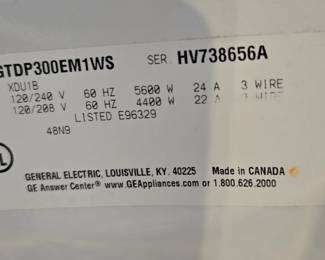 GTDP300EM1WS SER. HV738656A
XDU1B
120/240 V 60 HZ 5600 W 24 A 3 WIRE
120/208 V 60 HZ 4400 W 22 A 3 WIRE
LISTED E96329
48N9
GENERAL ELECTRIC, LOUISVILLE, KY. 40225 Made in CANADA
GE Answer Center® www.GEAppliances.com or 1.800.626.2000